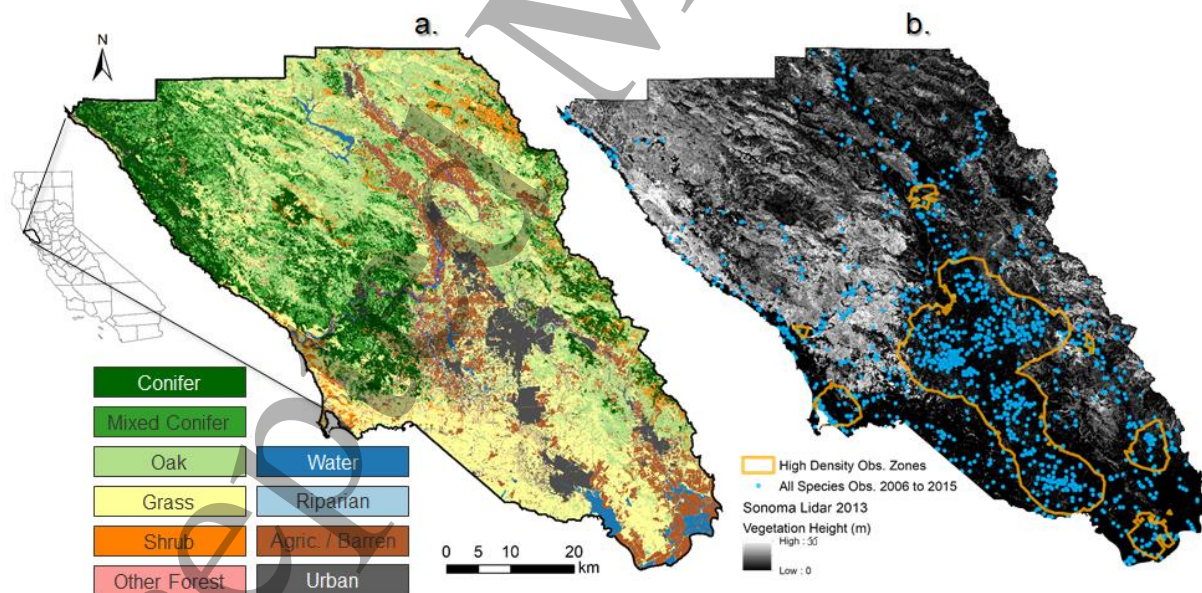 a.
b.
N
Conifer
Mixed Conifer
Oak
Grass
Shrub
Other Forest
Water
Riparian
Agric. / Barren
Urban
0 5 10 20
km
High Density Obs. Zones
All Species Obs. 2006 to 2015
Sonoma Lidar 2013
Vegetation Height (m)
Low : 0